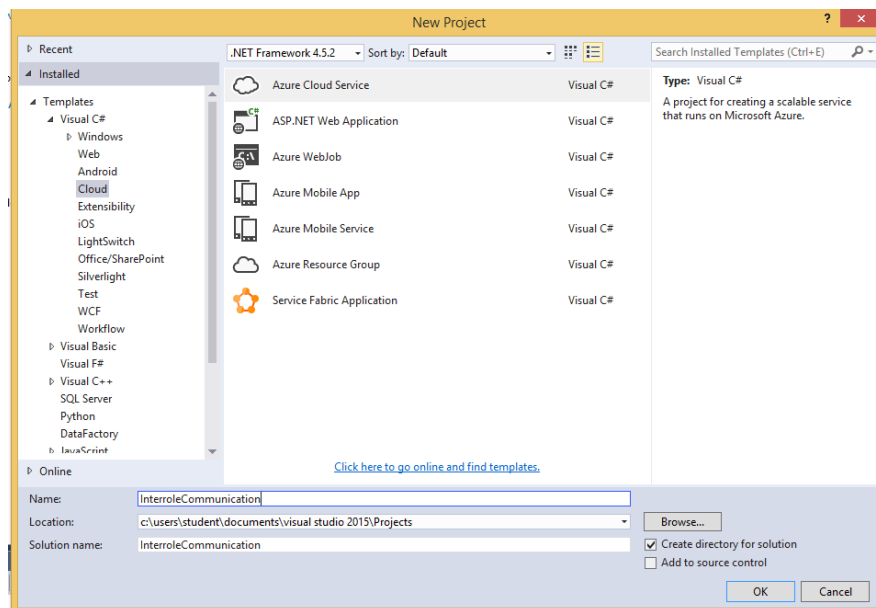 New Project
?
Recent
.NET Framework 4.5.2
Sort by: Default
Search Installed Templates (Ctrl+E)
Installed
Templates
Visual C#
Windows
Web
Android
Cloud
Extensibility
iOS
LightSwitch
Office/SharePoint
Silverlight
Test
WCF
Workflow
Visual Basic
Visual F#
Visual C++
SQL Server
Python
DataFactory
JavaScript
Online
Azure Cloud Service Visual C#
C#
ASP.NET Web Application Visual C#
C:\
Azure WebJob Visual C#
Azure Mobile App Visual C#
Azure Mobile Service Visual C#
Azure Resource Group Visual C#
Service Fabric Application Visual C#
Click here to go online and find templates.
Type: Visual C#
A project for creating a scalable service
that runs on Microsoft Azure.
Name: InterroleCommunication
Location: c:\users\student\documents\visual studio 2015\Projects
Browse...
Solution name: InterroleCommunication
Create directory for solution
Add to source control
OK
Cancel